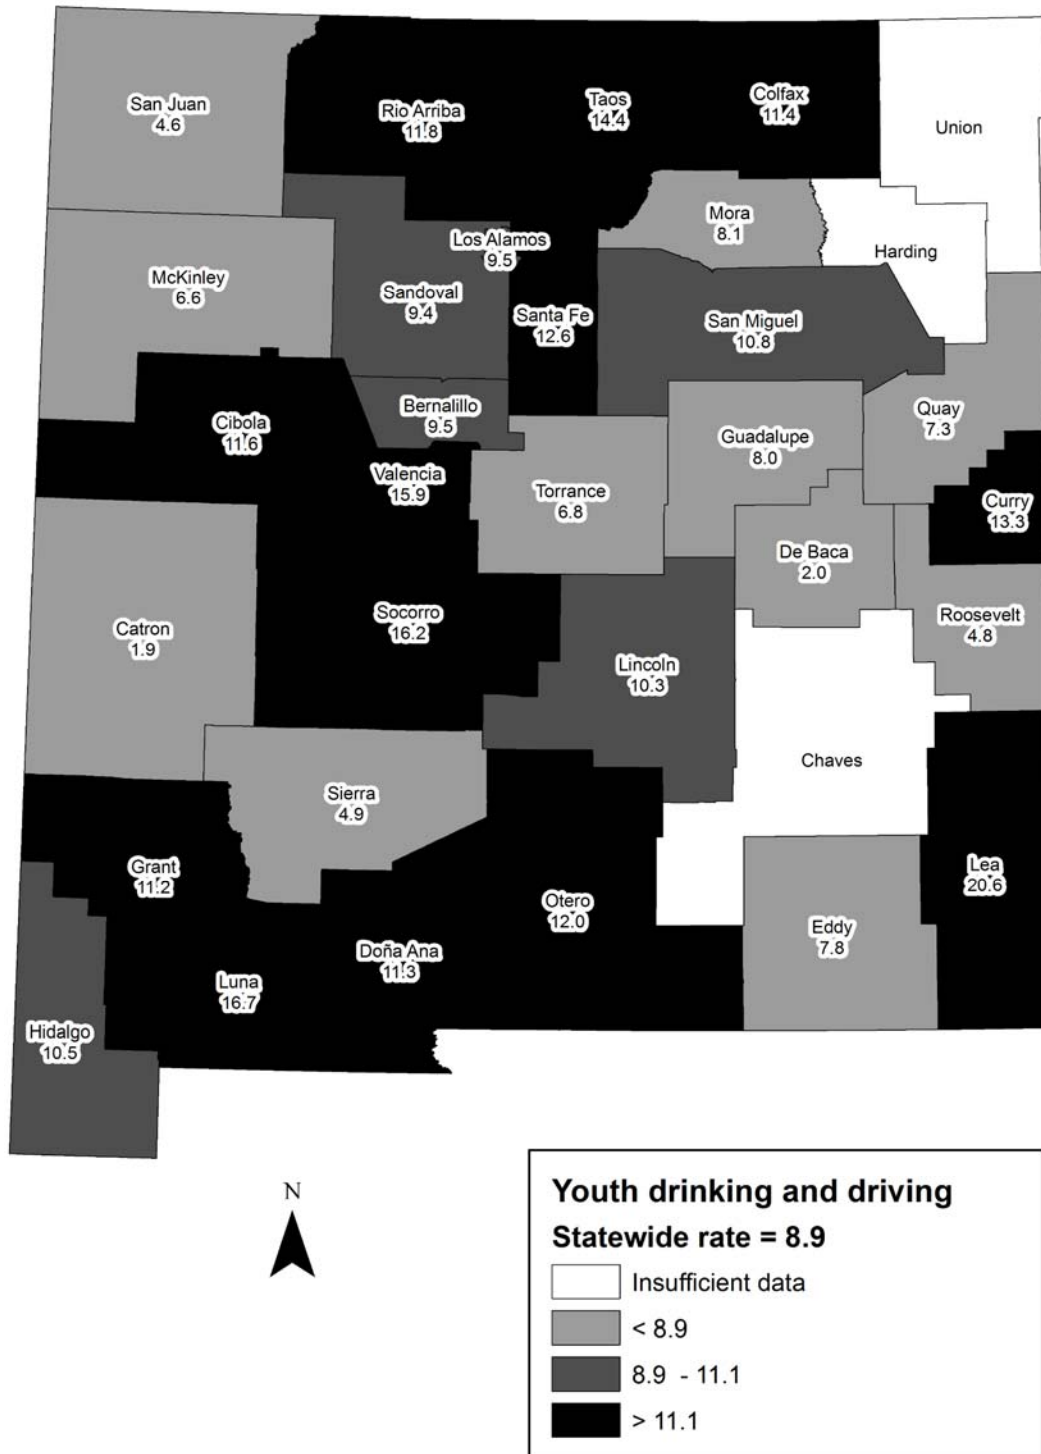 San Juan
4.6
Rio Arriba
11.8
Taos
14.4
Colfax
11.4
Union
Mora
8.1
Los Alamos
9.5
Harding
McKinley
6.6
Sandoval
9.4
Santa Fe
12.6
San Miguel
10.8
Cibola
11.6
Bernalillo
9.5
Guadalupe
8.0
Quay
7.3
Valencia
15.9
Torrance
6.8
Curry
13.3
De Baca
2.0
Socorro
16.2
Roosevelt
4.8
Catron
1.9
Lincoln
10.3
Chaves
Sierra
4.9
Grant
11.2
Lea
20.6
Otero
12.0
Eddy
7.8
Doña Ana
11.3
Luna
16.7
Hidalgo
10.5
N
Youth drinking and driving
Statewide rate = 8.9
Insufficient data
< 8.9
8.9 - 11.1
> 11.1